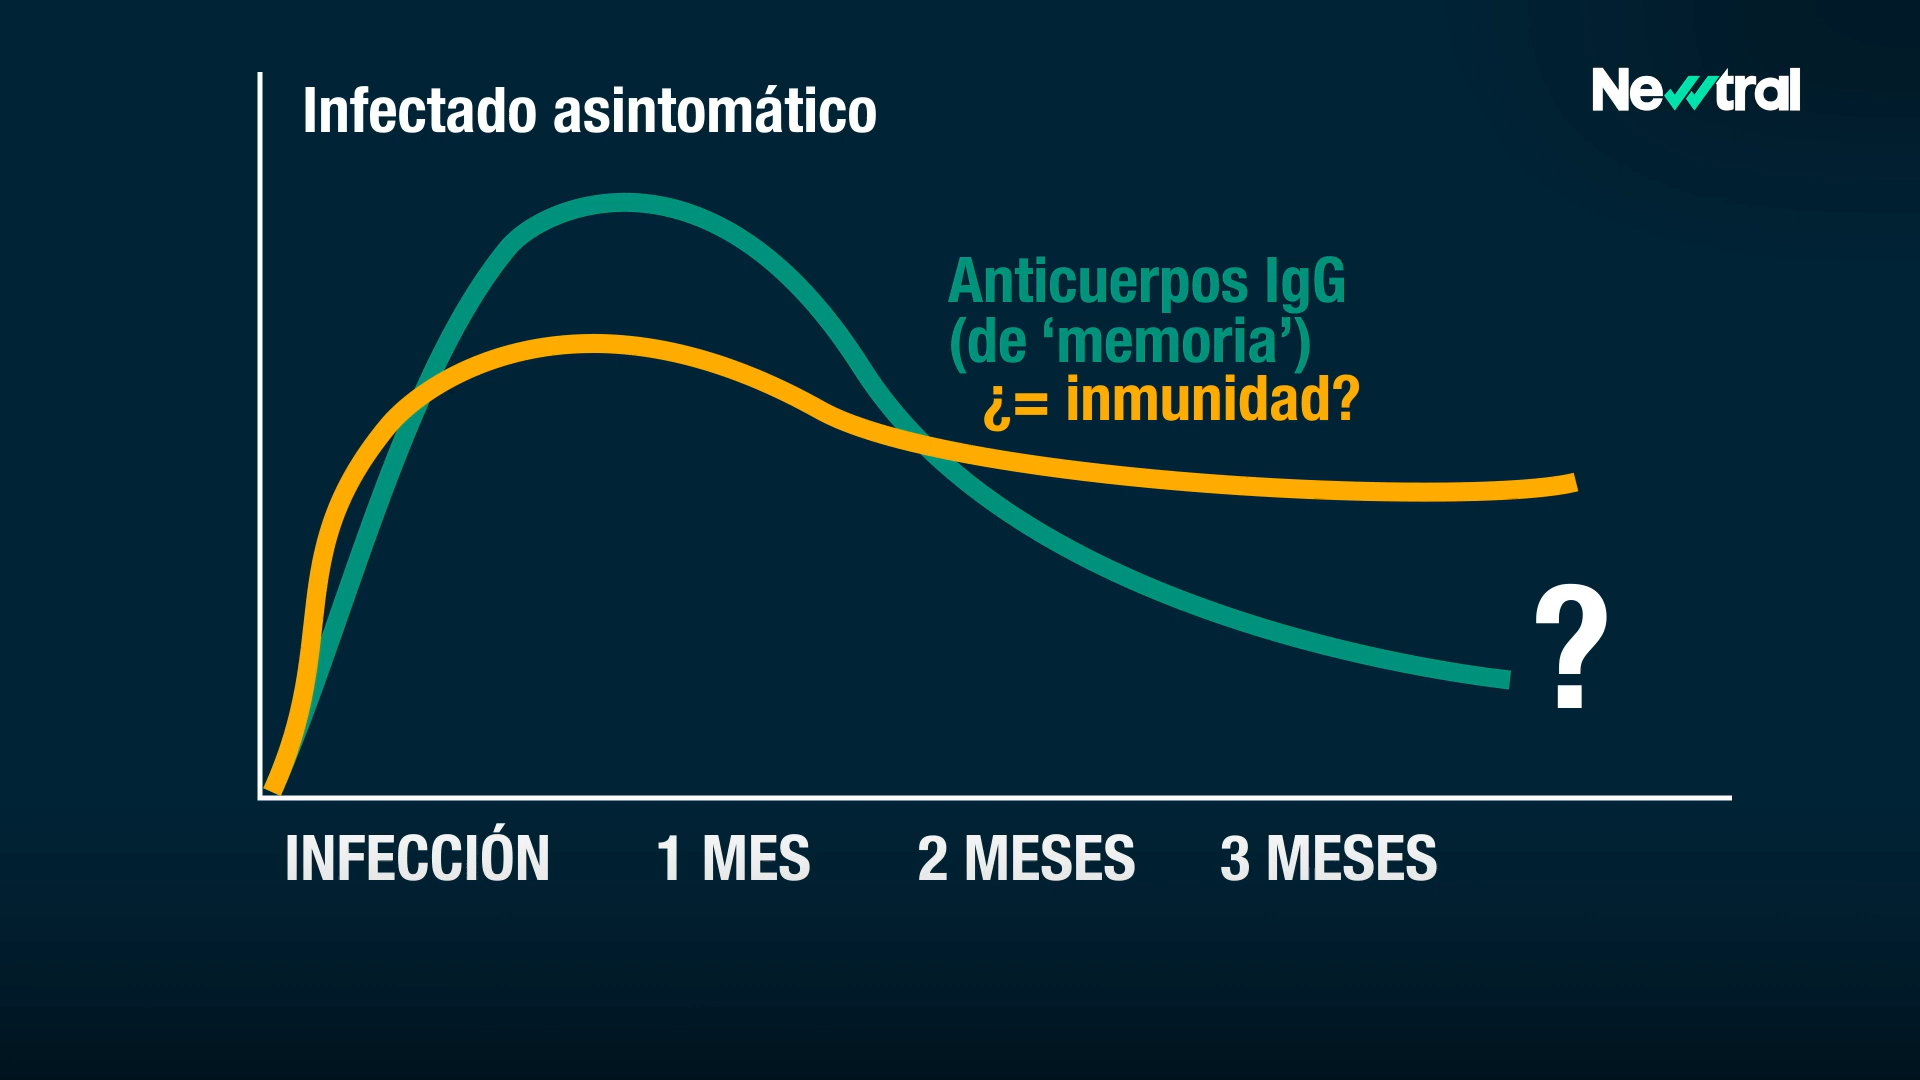 Infectado asintomático
Newtral
Anticuerpos IgG
(de ‘memoria’)
¿= inmunidad?
?
INFECCIÓN 1 MES 2 MESES 3 MESES